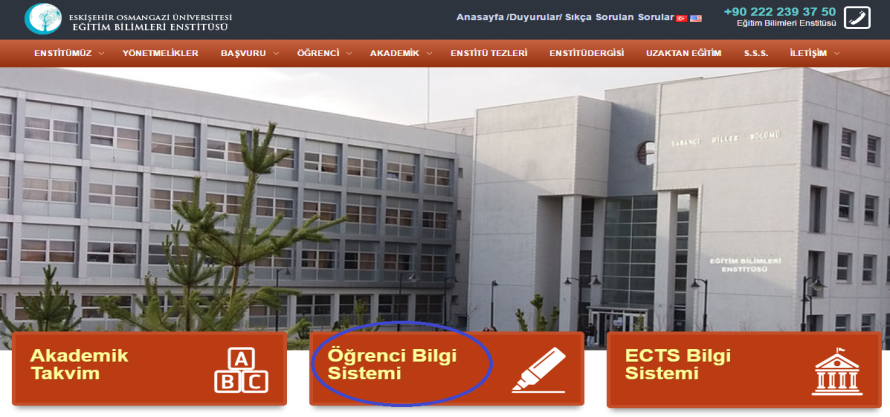 ESKİŞEHİR OSMANGAZİ ÜNİVERSİTESİ
EĞİTİM BİLİMLERİ ENSTİTÜSÜ
Anasayfa /Duyurular/ Sıkça Sorulan Sorular
+90 222 239 37 50
Eğitim Bilimleri Enstitüsü
ENSTİTÜMÜZ YÖNETMELİKLER BAŞVURU ÖĞRENCİ AKADEMİK ENSTİTÜ TEZLERİ ENSTİTÜDERGİSİ UZAKTAN EĞİTİM S.S.S. İLETİŞİM
YABANCI DİLLER BÖLÜMÜ
EĞİTİM BİLİMLERİ
ENSTİTÜSÜ
Akademik
Takvim
A
B C
Öğrenci Bilgi
Sistemi
ECTS Bilgi
Sistemi